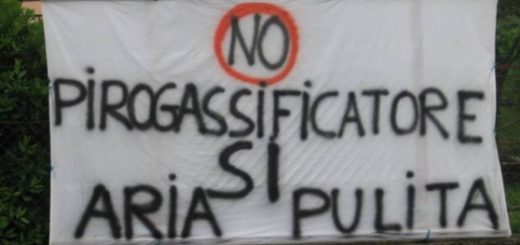 NO
PIROGASSIFICATORE
SI
ARIA PULITA